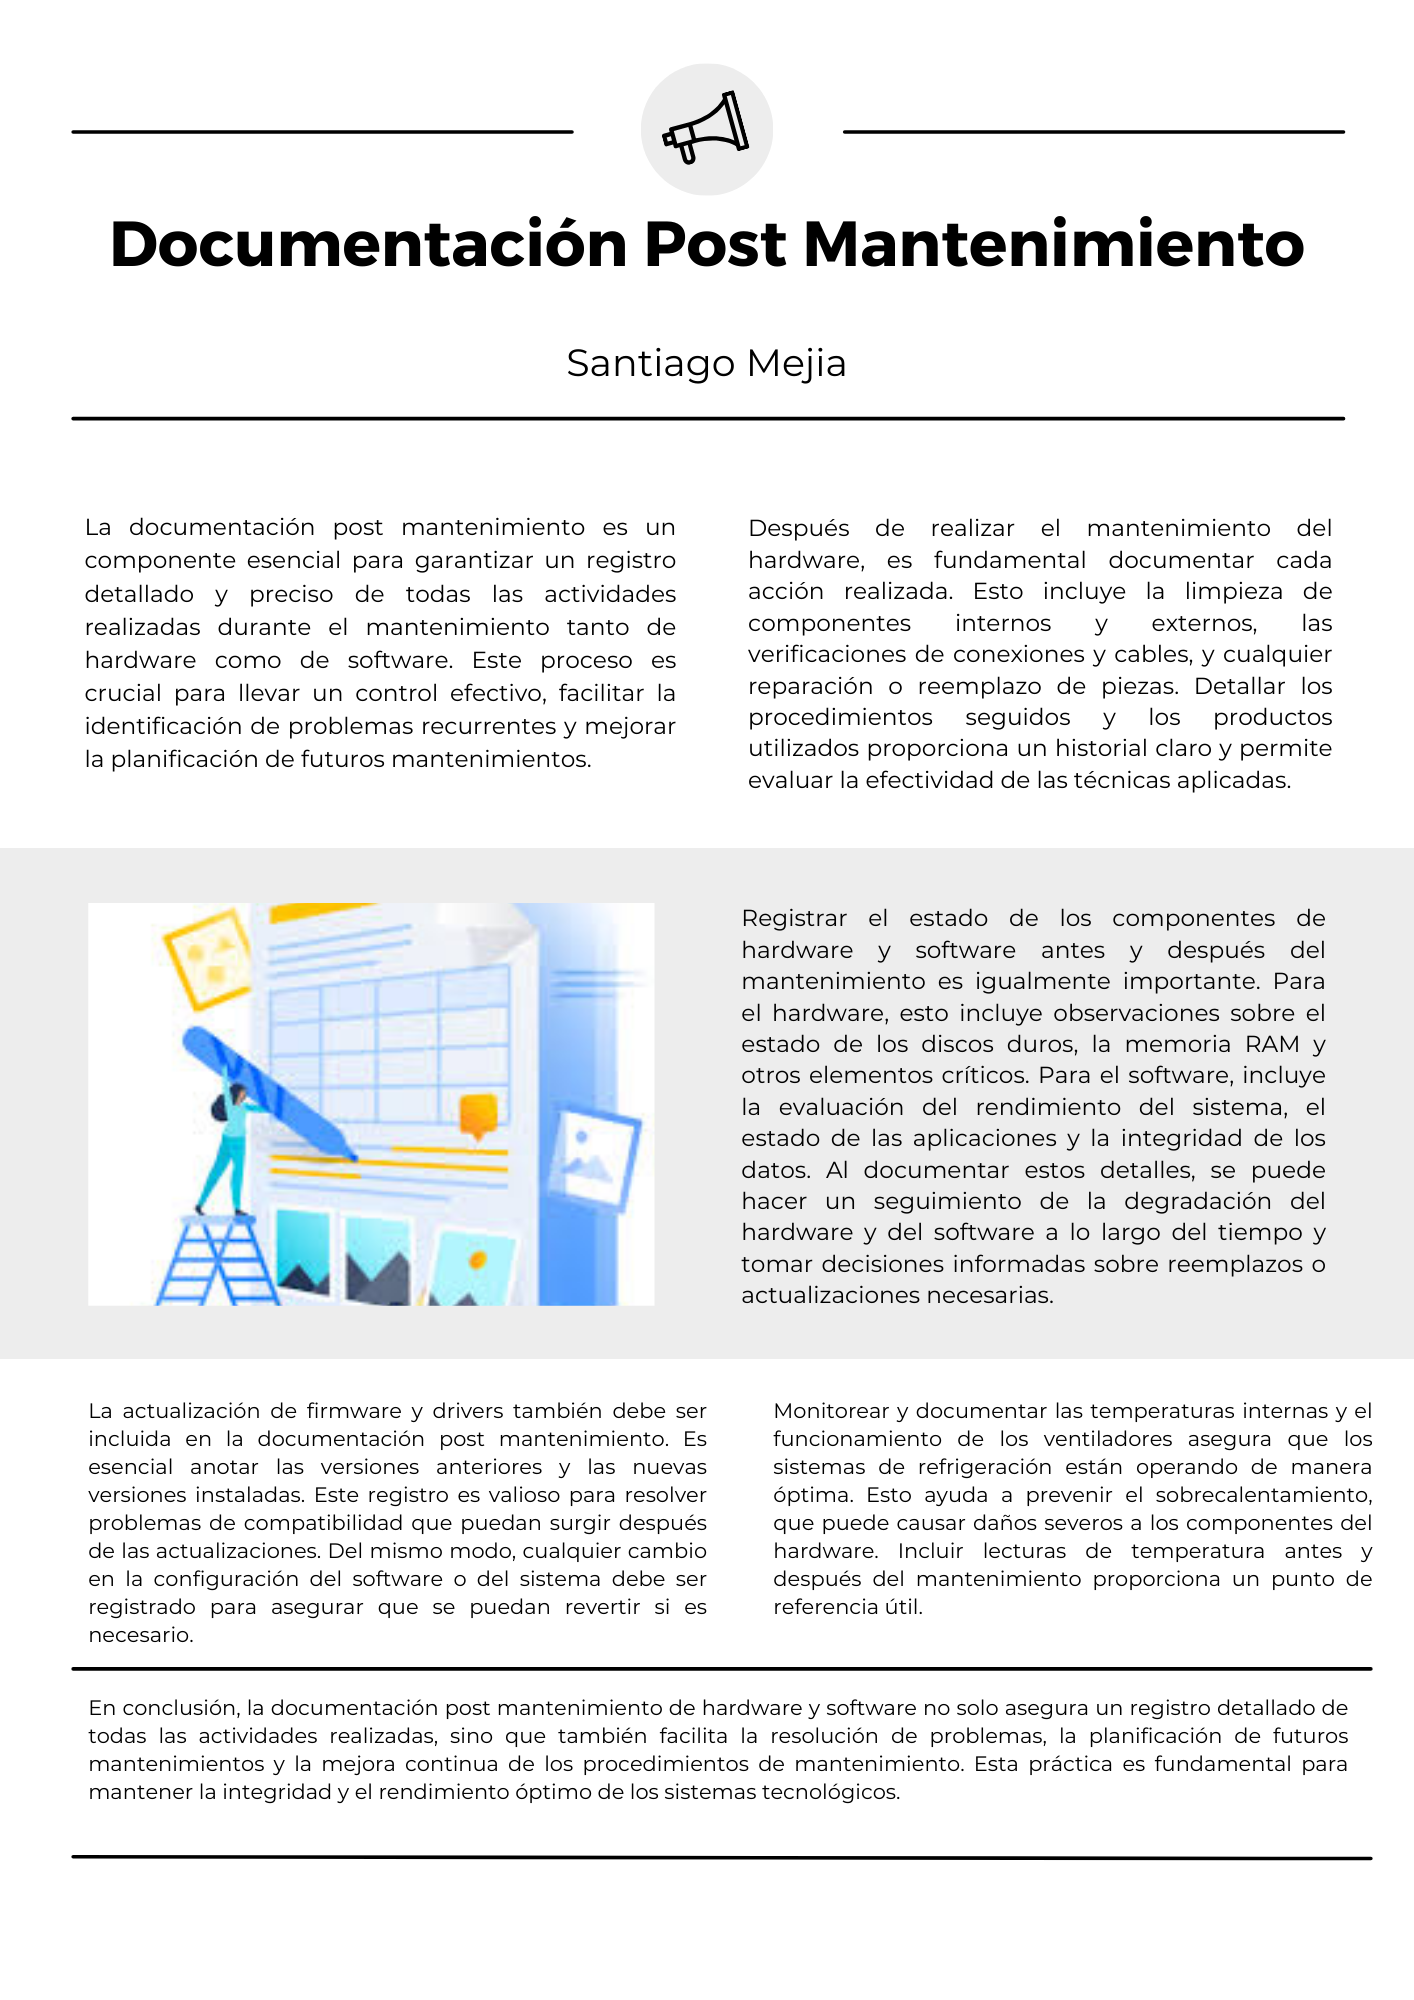 Documentación Post Mantenimiento
Santiago Mejia
La documentación post mantenimiento es un
componente esencial para garantizar un registro
detallado y preciso de todas las actividades
realizadas durante el mantenimiento tanto de
hardware como de software. Este proceso es
crucial para llevar un control efectivo, facilitar la
identificación de problemas recurrentes y mejorar
la planificación de futuros mantenimientos.
Después de realizar el mantenimiento del
hardware, es fundamental documentar cada
acción realizada. Esto incluye la limpieza de
componentes internos y externos, las
verificaciones de conexiones y cables, y cualquier
reparación o reemplazo de piezas. Detallar los
procedimientos seguidos y los productos
utilizados proporciona un historial claro y permite
evaluar la efectividad de las técnicas aplicadas.
Registrar el estado de los componentes de
hardware y software antes y después del
mantenimiento es igualmente importante. Para
el hardware, esto incluye observaciones sobre el
estado de los discos duros, la memoria RAM y
otros elementos críticos. Para el software, incluye
la evaluación del rendimiento del sistema, el
estado de las aplicaciones y la integridad de los
datos. Al documentar estos detalles, se puede
hacer un seguimiento de la degradación del
hardware y del software a lo largo del tiempo y
tomar decisiones informadas sobre reemplazos o
actualizaciones necesarias.
La actualización de firmware y drivers también debe ser
incluida en la documentación post mantenimiento. Es
esencial anotar las versiones anteriores y las nuevas
versiones instaladas. Este registro es valioso para resolver
problemas de compatibilidad que puedan surgir después
de las actualizaciones. Del mismo modo, cualquier cambio
en la configuración del software o del sistema debe ser
registrado para asegurar que se puedan revertir si es
necesario.
Monitorear y documentar las temperaturas internas y el
funcionamiento de los ventiladores asegura que los
sistemas de refrigeración están operando de manera
óptima. Esto ayuda a prevenir el sobrecalentamiento,
que puede causar daños severos a los componentes del
hardware. Incluir lecturas de temperatura antes y
después del mantenimiento proporciona un punto de
referencia útil.
En conclusión, la documentación post mantenimiento de hardware y software no solo asegura un registro detallado de
todas las actividades realizadas, sino que también facilita la resolución de problemas, la planificación de futuros
mantenimientos y la mejora continua de los procedimientos de mantenimiento. Esta práctica es fundamental para
mantener la integridad y el rendimiento óptimo de los sistemas tecnológicos.